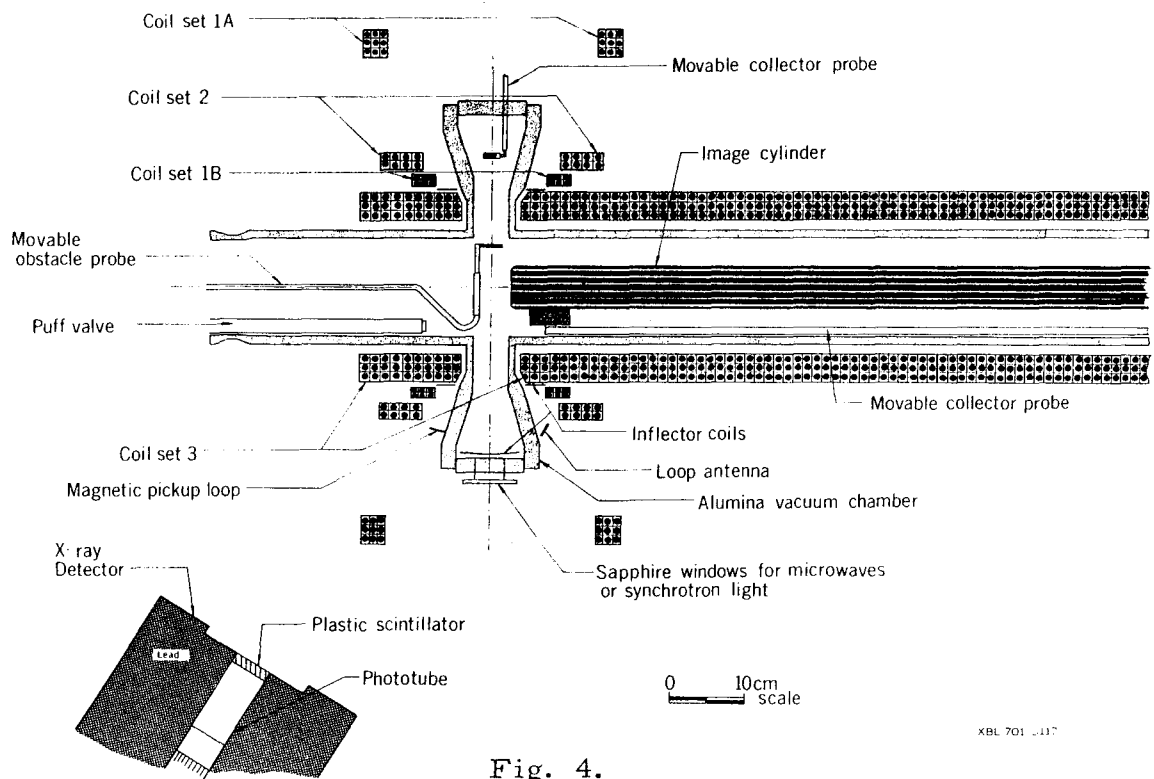 Coil set 1A
Movable collector probe
Coil set 2
Image cylinder
Coil set 1B
Movable
obstacle probe
Puff valve
Movable collector probe
Coil set 3
Inflector coils
Magnetic pickup loop
Loop antenna
Alumina vacuum chamber
X-ray
Detector
Sapphire windows for microwaves
or synchrotron light
Plastic scintillator
Lead
Phototube
0 10cm
scale
XBL 701
Fig. 4.